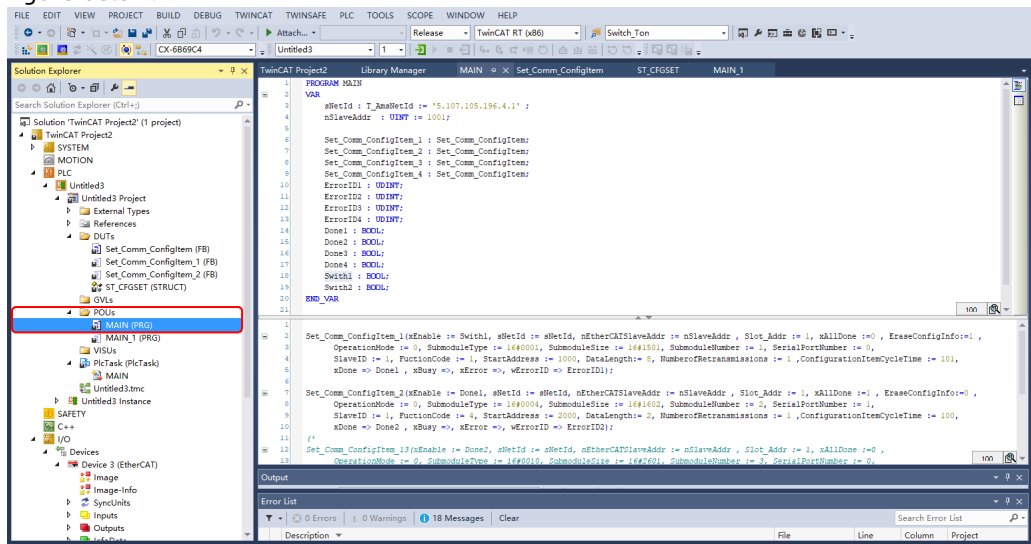 FILE EDIT VIEW PROJECT BUILD DEBUG TWINCAT TWINSAFE PLC TOOLS SCOPE WINDOW HELP
Attach... Release TwinCAT RT (x86) Switch_Ton
CX-6B69C4 Untitled3 1
Solution Explorer
Search Solution Explorer (Ctrl+;)
Solution 'TwinCAT Project2' (1 project)
TwinCAT Project2
SYSTEM
MOTION
PLC
Untitled3
Untitled3 Project
External Types
References
DUTs
Set_Comm_ConfigItem (FB)
Set_Comm_ConfigItem_1 (FB)
Set_Comm_ConfigItem_2 (FB)
ST_CFGSET (STRUCT)
GVLs
POUs
MAIN (PRG)
MAIN_1 (PRG)
VISUs
PlcTask (PlcTask)
MAIN
Untitled3.tmc
Untitled3 Instance
SAFETY
C++
I/O
Devices
Device 3 (EtherCAT)
Image
Image-Info
SyncUnits
Inputs
Outputs
InfoData
TwinCAT Project2 Library Manager MAIN Set_Comm_ConfigItem ST_CFGSET MAIN_1
1 PROGRAM MAIN
2 VAR
3 sNetId : T_AmsNetId := '5.107.105.196.4.1' ;
4 nSlaveAddr : UINT := 1001;
5
6 Set_Comm_ConfigItem_1 : Set_Comm_ConfigItem;
7 Set_Comm_ConfigItem_2 : Set_Comm_ConfigItem;
8 Set_Comm_ConfigItem_3 : Set_Comm_ConfigItem;
9 Set_Comm_ConfigItem_4 : Set_Comm_ConfigItem;
10 ErrorID1 : UDINT;
11 ErrorID2 : UDINT;
12 ErrorID3 : UDINT;
13 ErrorID4 : UDINT;
14 Done1 : BOOL;
15 Done2 : BOOL;
16 Done3 : BOOL;
17 Done4 : BOOL;
18 Swith1 : BOOL;
19 Swith2 : BOOL;
20 END_VAR
21
100
1
2 Set_Comm_ConfigItem_1(xEnable := Swith1, sNetId := sNetId, nEtherCATSlaveAddr := nSlaveAddr , Slot_Addr := 1, xAllDone :=0 , EraseConfigInfo:=1 ,
3 OperationMode := 0, SubmoduleType := 16#0001, SubmoduleSize := 16#1501, SubmoduleNumber := 1, SerialPortNumber := 0,
4 SlaveID := 1, FuctionCode := 1, StartAddress := 1000, DataLength:= 8, NumberofRetransmissions := 1 ,ConfigurationItemCycleTime := 101,
5 xDone => Done1 , xBusy =>, xError =>, wErrorID => ErrorID1);
6
7 Set_Comm_ConfigItem_2(xEnable := Done1, sNetId := sNetId, nEtherCATSlaveAddr := nSlaveAddr , Slot_Addr := 1, xAllDone :=1 , EraseConfigInfo:=0 ,
8 OperationMode := 0, SubmoduleType := 16#0004, SubmoduleSize := 16#1602, SubmoduleNumber := 2, SerialPortNumber := 1,
9 SlaveID := 1, FuctionCode := 4, StartAddress := 2000, DataLength:= 2, NumberofRetransmissions := 1 ,ConfigurationItemCycleTime := 100,
10 xDone => Done2 , xBusy =>, xError =>, wErrorID => ErrorID2);
11 (*
12 Set_Comm_ConfigItem_13(xEnable := Done2, sNetId := sNetId, nEtherCATSlaveAddr := nSlaveAddr , Slot_Addr := 1, xAllDone :=0 ,
13 OperationMode := 0, SubmoduleType := 16#0010, SubmoduleSize := 16#2601, SubmoduleNumber := 3, SerialPortNumber := 0,
100
Output
Error List
0 Errors 0 Warnings 18 Messages Clear Search Error List
Description File Line Column Project